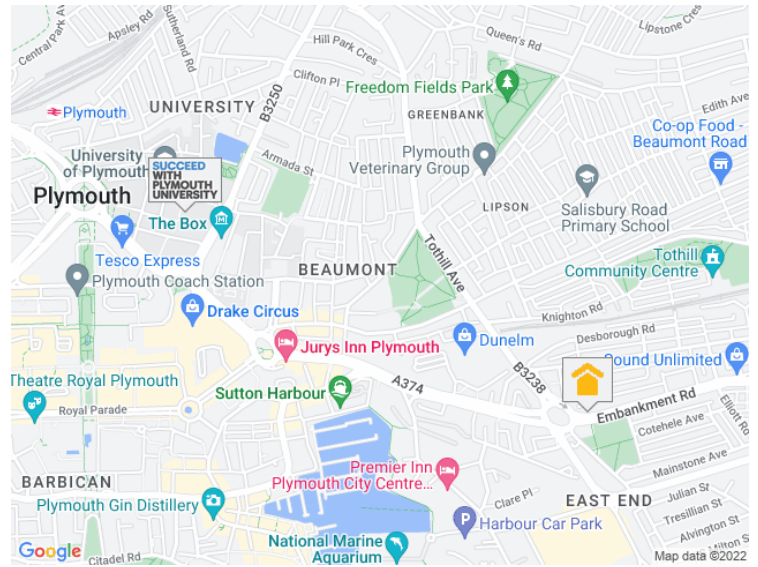 Apsley Rd
Sutherland Rd
Central Park Ave
Hill Park Cres
Queen's Rd
Lipstone Cres
Clifton Pl
Freedom Fields Park
UNIVERSITY
B3250
GREENBANK
Edith Ave
Plymouth
Co-op Food -
Beaumont Road
University
of Plymouth
Armada St
Plymouth
Veterinary Group
SUCCEED
WITH
PLYMOUTH
UNIVERSITY
Plymouth
The Box
LIPSON
Salisbury Road
Primary School
Tesco Express
Tothill Ave
Tothill
Community Centre
BEAUMONT
Plymouth Coach Station
Drake Circus
Knighton Rd
Desborough Rd
Jurys Inn Plymouth
Dunelm
Sound Unlimited
Theatre Royal Plymouth
A374
B3238
Sutton Harbour
Royal Parade
Embankment Rd
Cotehele Ave
Elliott Rd
Premier Inn
Plymouth City Centre...
Mainstone Ave
BARBICAN
Plymouth Gin Distillery
Clare Pl
EAST END
Julian St
Tresillian St
Alvington St
Milton St
Harbour Car Park
National Marine
Aquarium
Google
Citadel Rd
Map data ©2022